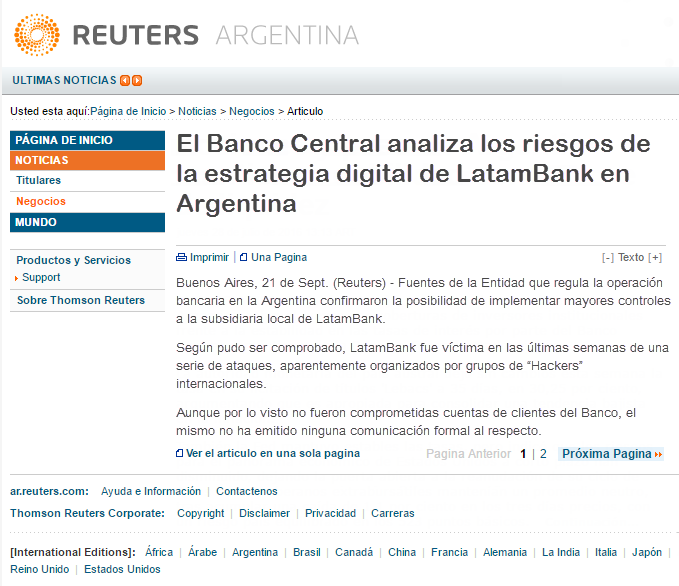 REUTERS ARGENTINA
ULTIMAS NOTICIAS
Usted esta aquí:Página de Inicio > Noticias > Negocios > Articulo
PÁGINA DE INICIO
NOTICIAS
Titulares
Negocios
MUNDO
Productos y Servicios
Support
Sobre Thomson Reuters
El Banco Central analiza los riesgos de
la estrategia digital de LatamBank en
Argentina
Imprimir | Una Pagina [-] Texto [+]
Buenos Aires, 21 de Sept. (Reuters) - Fuentes de la Entidad que regula la operación
bancaria en la Argentina confirmaron la posibilidad de implementar mayores controles
a la subsidiaria local de LatamBank.
Según pudo ser comprobado, LatamBank fue víctima en las últimas semanas de una
serie de ataques, aparentemente organizados por grupos de “Hackers”
internacionales.
Aunque por lo visto no fueron comprometidas cuentas de clientes del Banco, el
mismo no ha emitido ninguna comunicación formal al respecto.
Ver el articulo en una sola pagina Pagina Anterior 1 | 2 Próxima Pagina
ar.reuters.com: Ayuda e Información | Contactenos
Thomson Reuters Corporate: Copyright | Disclaimer | Privacidad | Carreras
[International Editions]: África | Árabe | Argentina | Brasil | Canadá | China | Francia | Alemania | La India | Italia | Japón |
Reino Unido | Estados Unidos